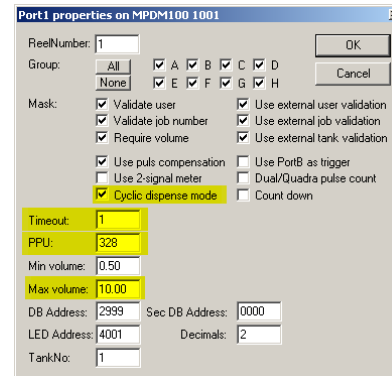 Port1 properties on MPDM100 1001
ReelNumber: 1 OK
Group: All A B C D
None E F G H Cancel
Mask: Validate user Use external user validation
Validate job number Use external job validation
Require volume Use external tank validation
Use puls compensation Use PortB as trigger
Use 2-signal meter Dual/Quadra pulse count
Cyclic dispense mode Count down
Timeout: 1
PPU: 328
Min volume: 0.50
Max volume: 10.00
DB Address: 2999 Sec DB Address: 0000
LED Address: 4001 Decimals: 2
TankNo: 1